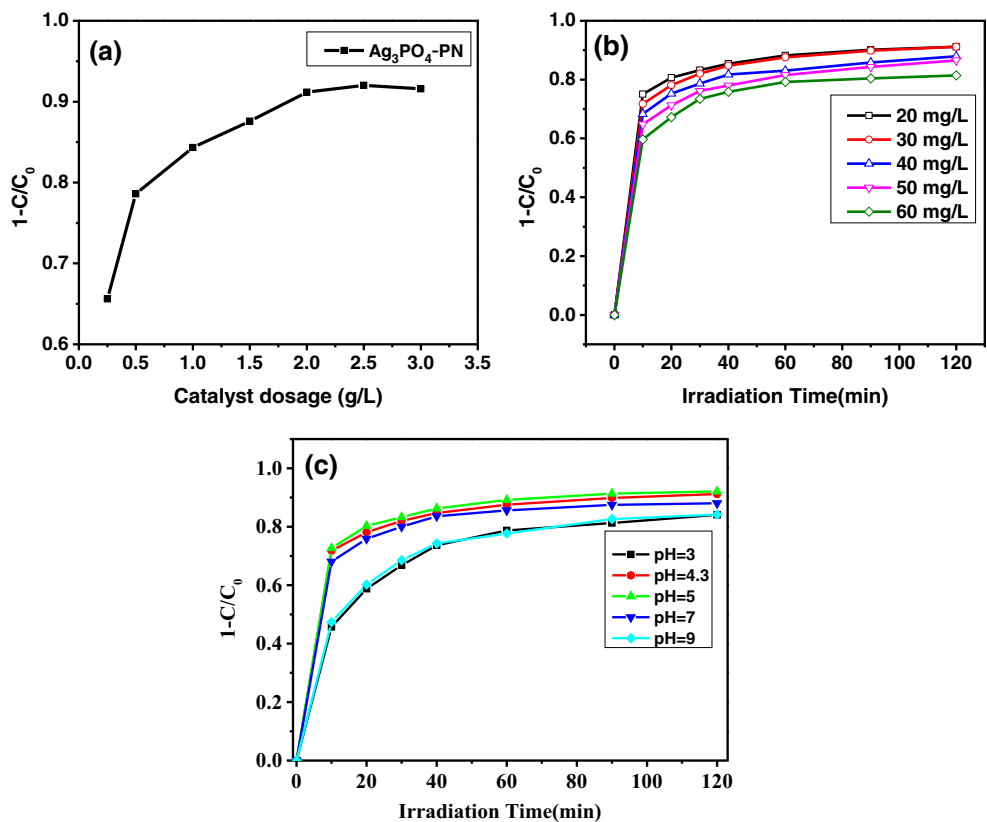 (a)
Ag₃PO₄-PN
1-C/C₀
1.0
0.9
0.8
0.7
0.6
0.0 0.5 1.0 1.5 2.0 2.5 3.0 3.5
Catalyst dosage (g/L)
(b)
20 mg/L
30 mg/L
40 mg/L
50 mg/L
60 mg/L
1-C/C₀
1.0
0.8
0.6
0.4
0.2
0.0
0 20 40 60 80 100 120
Irradiation Time(min)
(c)
pH=3
pH=4.3
pH=5
pH=7
pH=9
1-C/C₀
1.0
0.8
0.6
0.4
0.2
0.0
0 20 40 60 80 100 120
Irradiation Time(min)